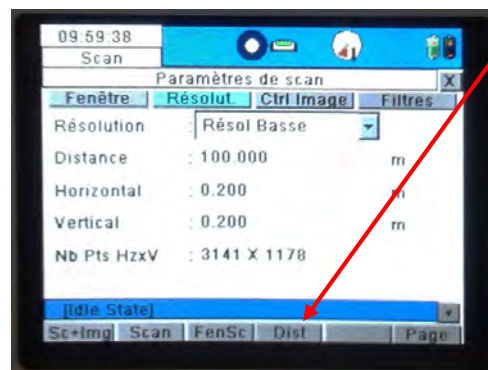 09:59:38
Scan
Paramètres de scan X
Fenêtre Résolut. Ctrl Image Filtres
Résolution : Résol Basse
Distance : 100.000 m
Horizontal : 0.200 m
Vertical : 0.200 m
Nb Pts HzxV : 3141 X 1178
[Idle State]
Sc+Img Scan FenSc Dist Page